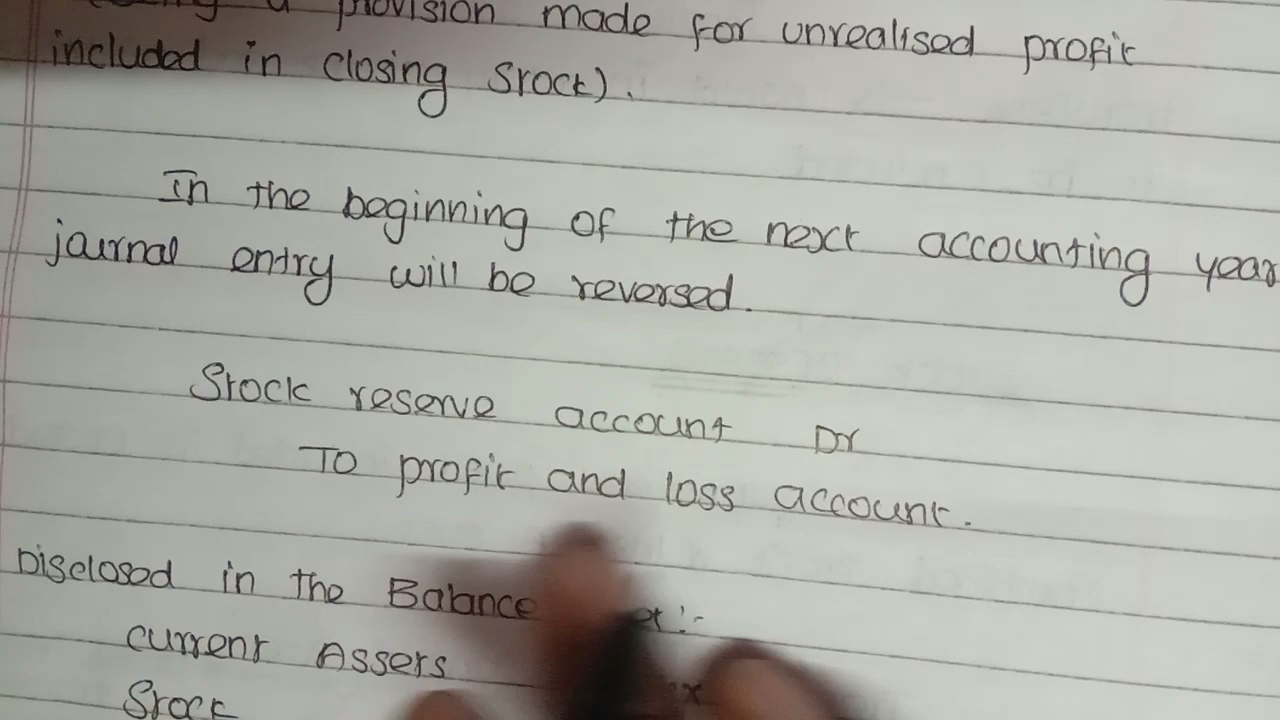 a provision made for unrealised profit
included in closing Stock).
In the beginning of the next accounting year
journal entry will be reversed.
Stock reserve account Dr
To profit and loss account.
Disclosed in the Balance
current Assets
Stock